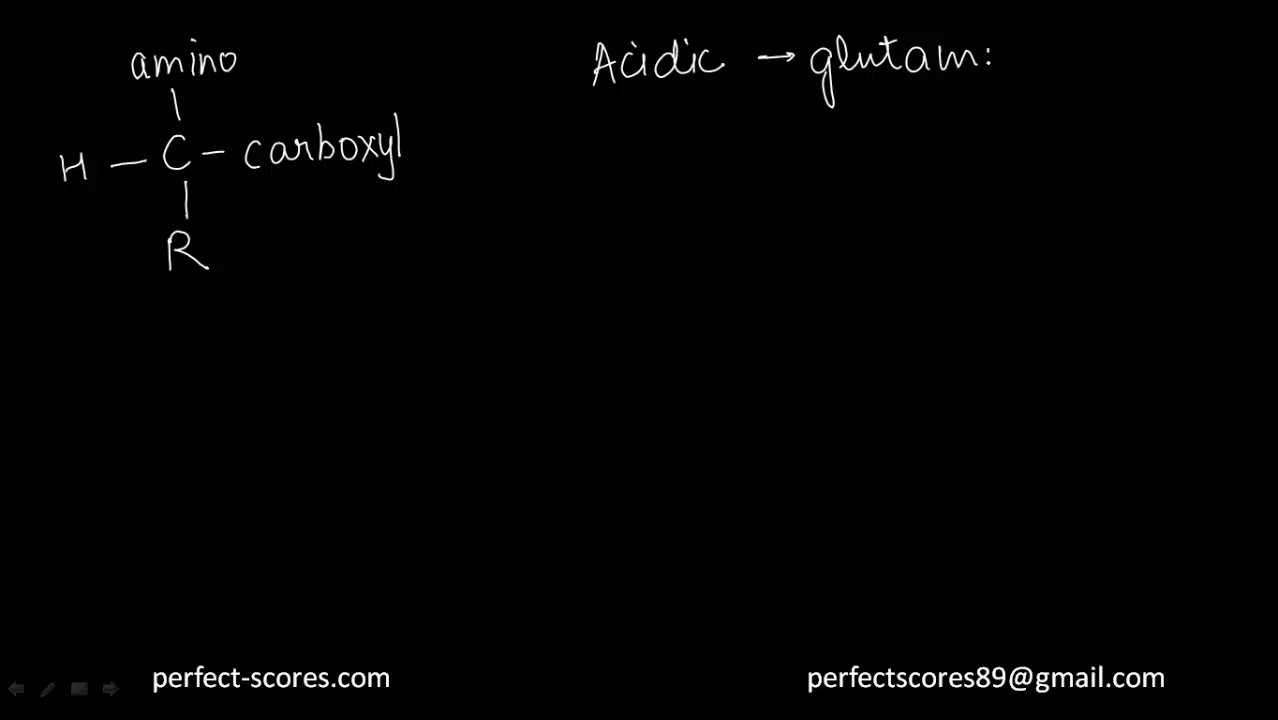 amino
H – C – carboxyl
R
Acidic → glutam:
perfect-scores.com
perfectscores89@gmail.com